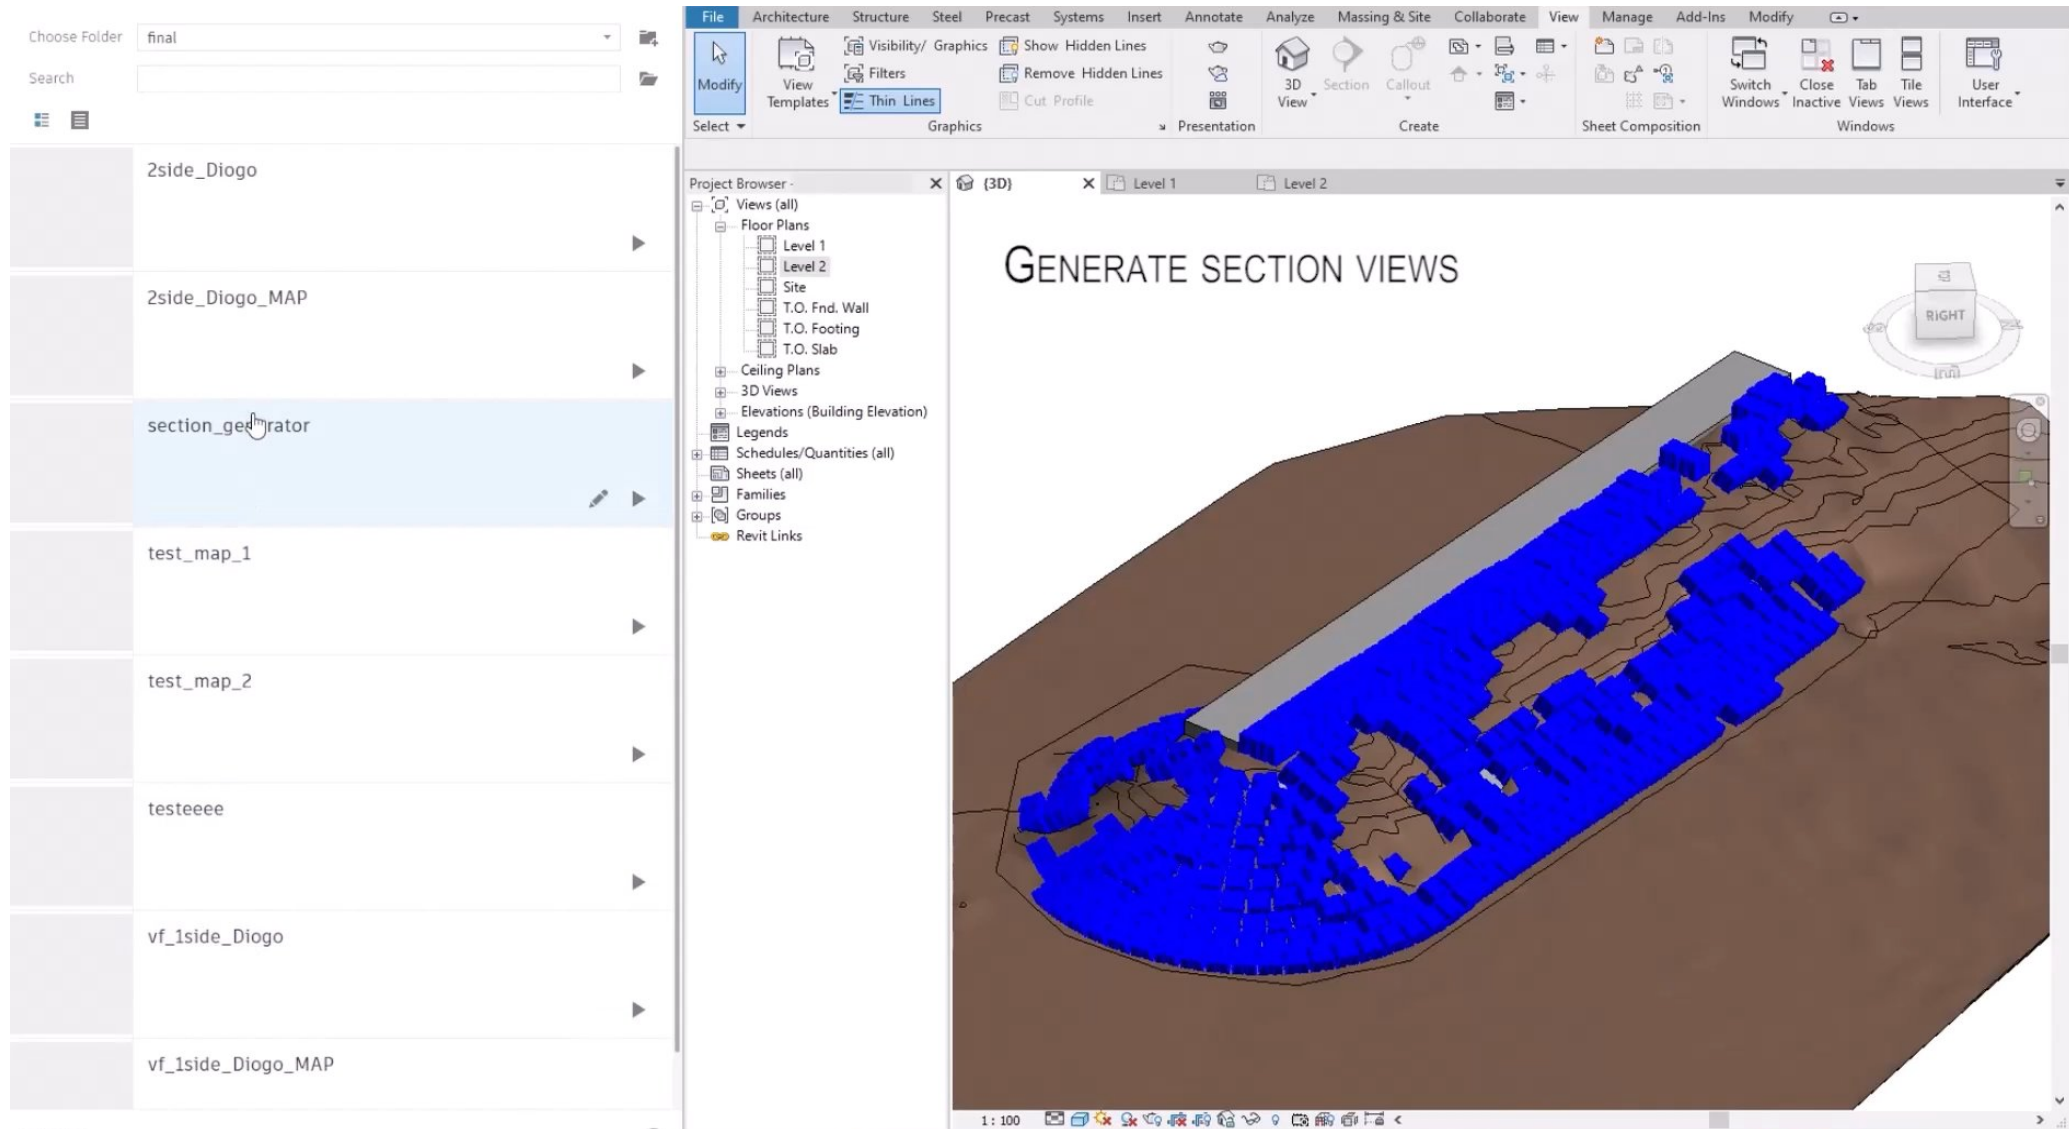 Choose Folder final
Search
2side_Diogo
2side_Diogo_MAP
section_generator
test_map_1
test_map_2
testeeee
vf_1side_Diogo
vf_1side_Diogo_MAP
File Architecture Structure Steel Precast Systems Insert Annotate Analyze Massing & Site Collaborate View Manage Add-Ins Modify
Modify
View Templates
Visibility/ Graphics
Filters
Thin Lines
Show Hidden Lines
Remove Hidden Lines
Cut Profile
3D View
Section
Callout
Switch Windows
Close Inactive
Tab Views
Tile Views
User Interface
Select Graphics Presentation Create Sheet Composition Windows
Project Browser -
Views (all)
Floor Plans
Level 1
Level 2
Site
T.O. Fnd. Wall
T.O. Footing
T.O. Slab
Ceiling Plans
3D Views
Elevations (Building Elevation)
Legends
Schedules/Quantities (all)
Sheets (all)
Families
Groups
Revit Links
{3D} Level 1 Level 2
GENERATE SECTION VIEWS
RIGHT
1 : 100